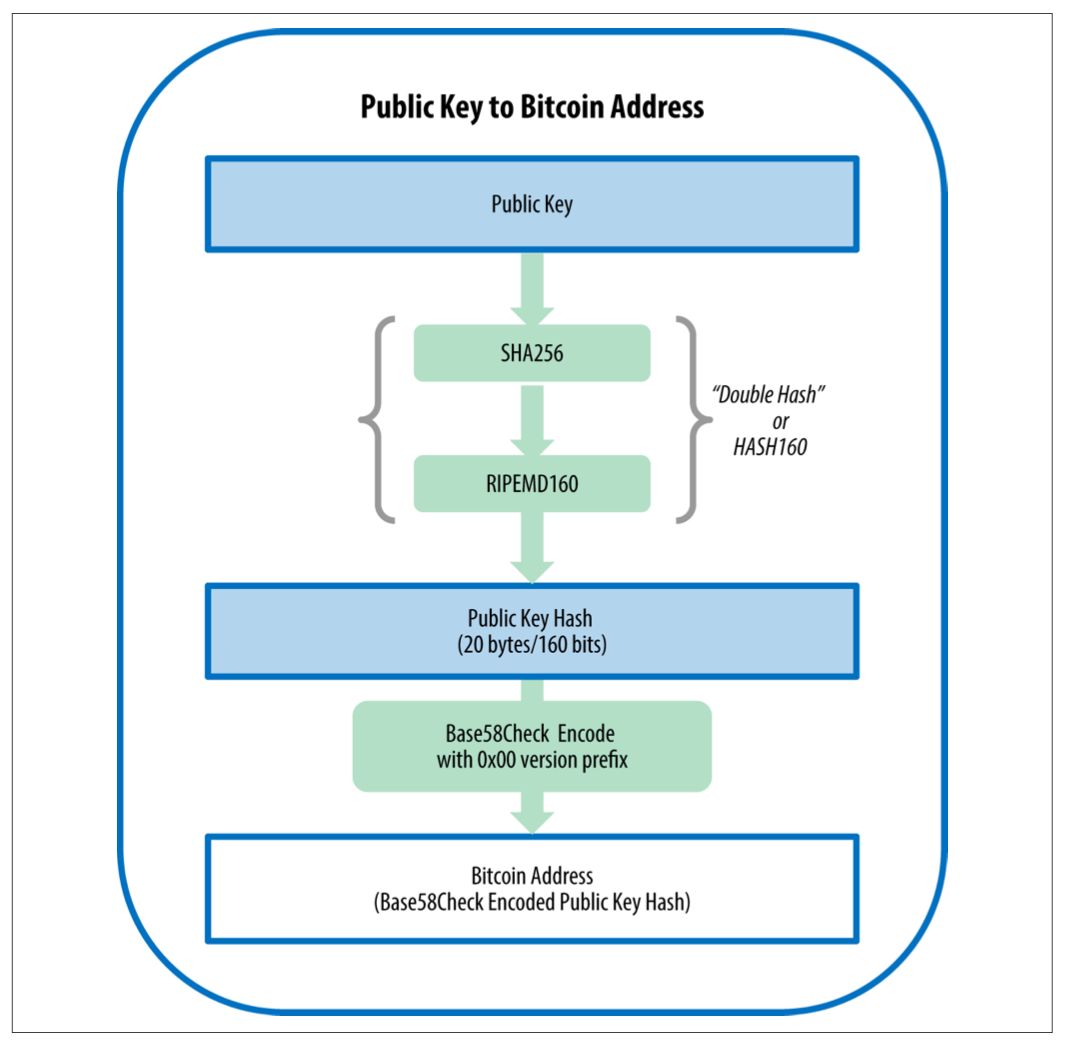 Public Key to Bitcoin Address
Public Key
SHA256
“Double Hash”
or
HASH160
RIPEMD160
Public Key Hash
(20 bytes/160 bits)
Base58Check Encode
with 0x00 version prefix
Bitcoin Address
(Base58Check Encoded Public Key Hash)